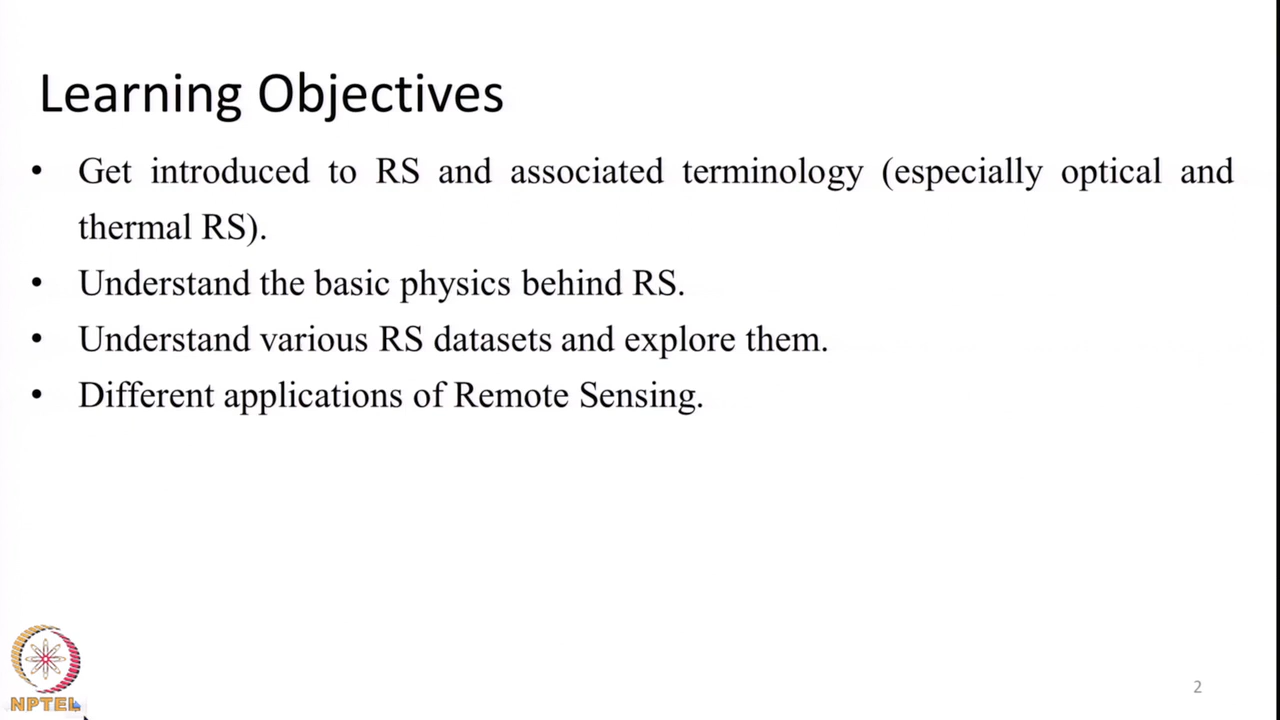 Learning Objectives
• Get introduced to RS and associated terminology (especially optical and
thermal RS).
• Understand the basic physics behind RS.
• Understand various RS datasets and explore them.
• Different applications of Remote Sensing.
NPTEL
2